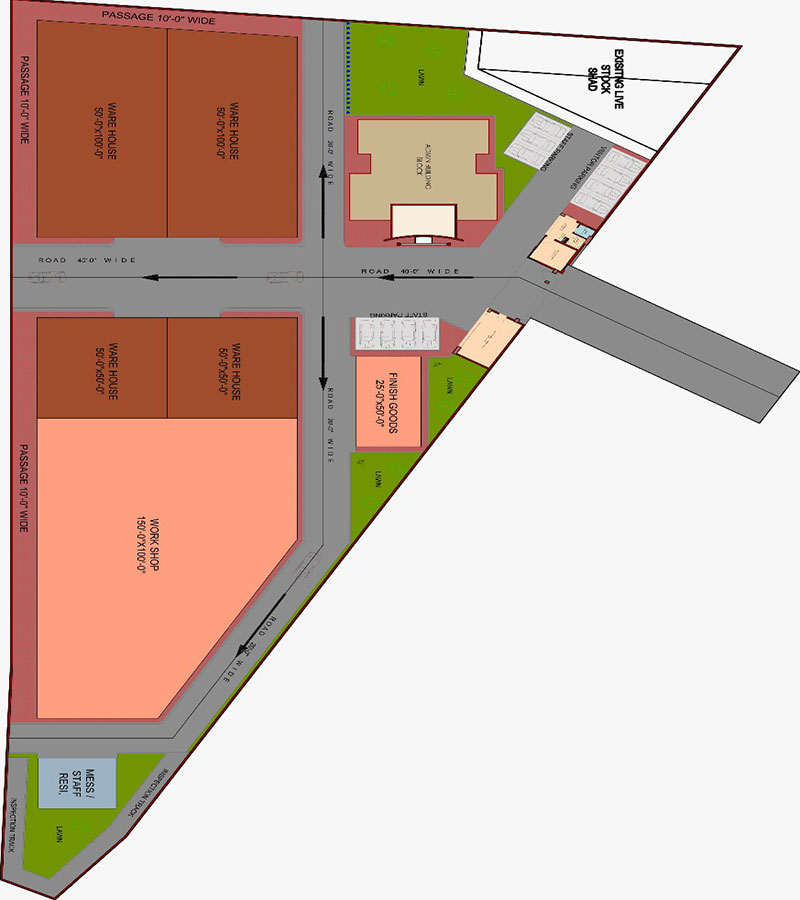 PASSAGE 10'-0" WIDE
PASSAGE 10'-0" WIDE
WARE HOUSE
50'-0"X100'-0"
WARE HOUSE
50'-0"X100'-0"
ROAD 20'-0" WIDE
LAWN
EXISITING LIVE
STOCK
SHAD
ADMIN BUILDING
BLOCK
STAFF PARKING
VISITOR PARKING
ROAD 40'-0" WIDE
ROAD 40'-0" WIDE
STAFF PARKING
WARE HOUSE
50'-0"X50'-0"
WARE HOUSE
50'-0"X50'-0"
FINISH GOODS
25'-0"X50'-0"
LAWN
ROAD 20'-0" WIDE
LAWN
PASSAGE 10'-0" WIDE
WORK SHOP
150'-0"X100'-0"
ROAD 20'-0" WIDE
MESS /
STAFF
RESI.
INSPECTION TRACK
INSPECTION TRACK
LAWN